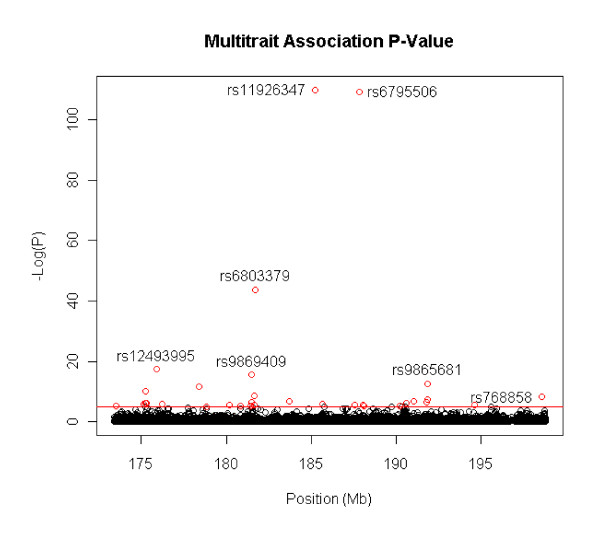 Multitrait Association P-Value
rs11926347
rs6795506
rs6803379
rs12493995
rs9869409
rs9865681
rs768858
-Log(P)
100
80
60
40
20
0
175 180 185 190 195
Position (Mb)